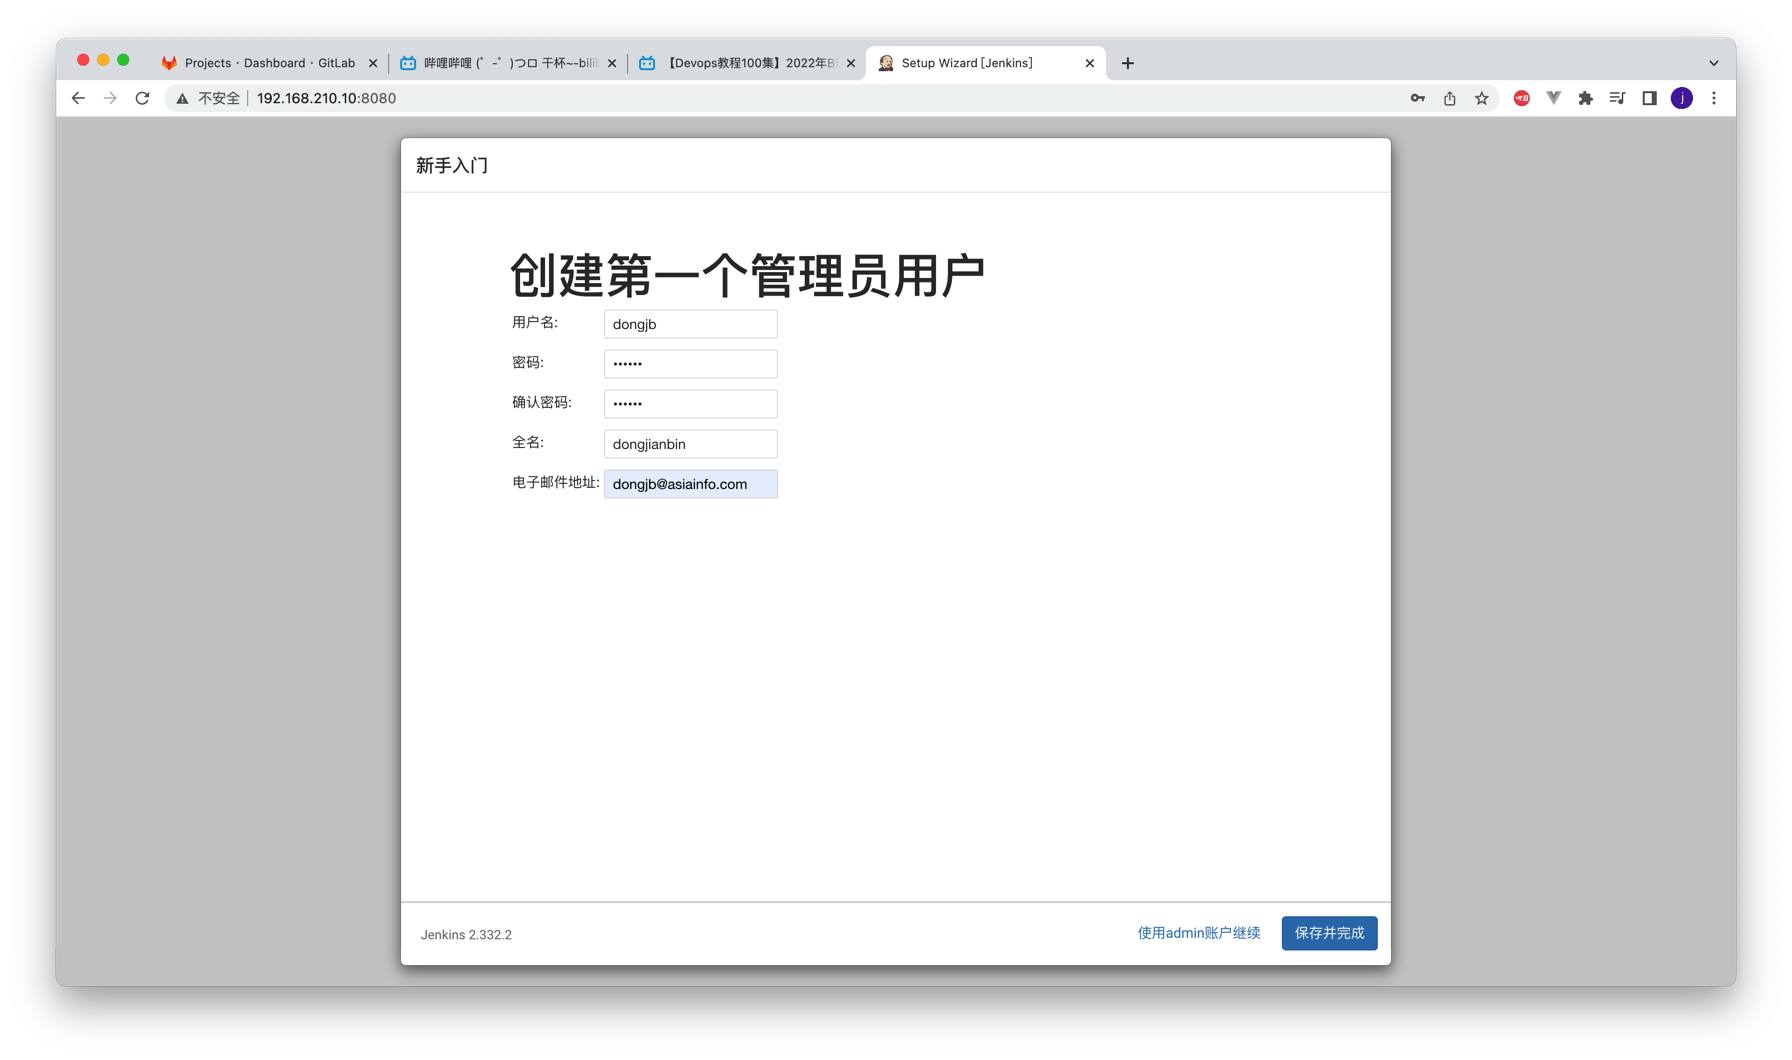 Projects · Dashboard · GitLab
哔哩哔哩 (゜-゜)つロ 干杯~-bili
【Devops教程100集】2022年B
Setup Wizard [Jenkins]
不安全 192.168.210.10:8080
j
新手入门
创建第一个管理员用户
用户名: dongjb
密码: ••••••
确认密码: ••••••
全名: dongjianbin
电子邮件地址: dongjb@asiainfo.com
Jenkins 2.332.2
使用admin账户继续
保存并完成